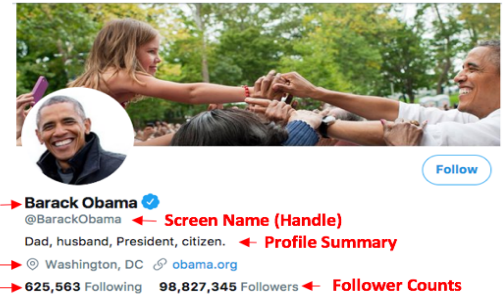 Follow
Barack Obama
@BarackObama Screen Name (Handle)
Dad, husband, President, citizen. Profile Summary
Washington, DC obama.org
625,563 Following 98,827,345 Followers Follower Counts